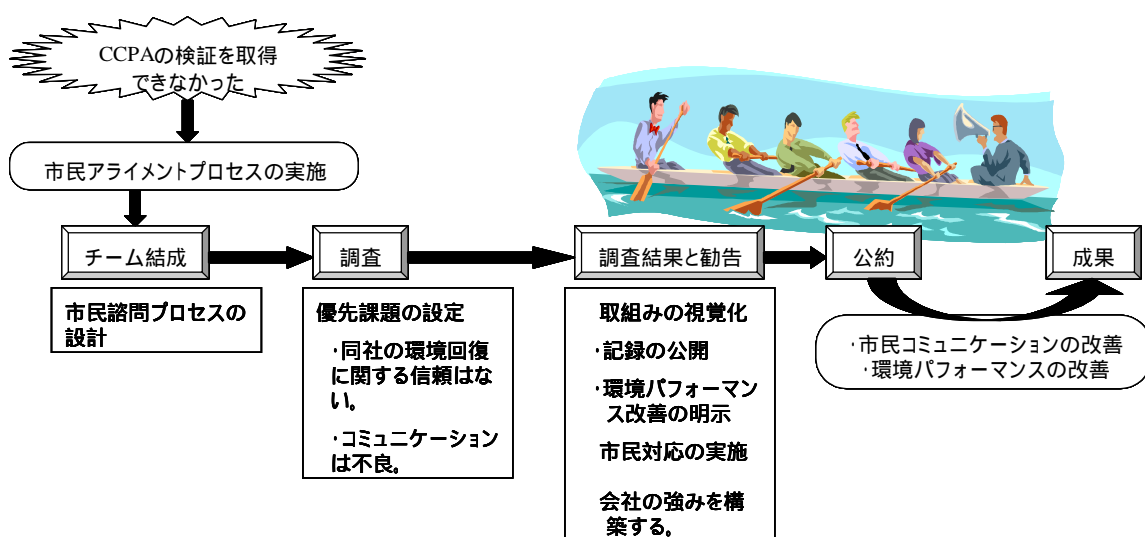 CCPAの検証を取得
できなかった
市民アライメントプロセスの実施
チーム結成
調査
調査結果と勧告
公約
成果
市民諮問プロセスの
設計
優先課題の設定
・同社の環境回復
に関する信頼はな
い。
・コミュニケーション
は不良。
取組みの視覚化
・記録の公開
・環境パフォーマン
ス改善の明示
市民対応の実施
会社の強みを構
築する。
・市民コミュニケーションの改善
・環境パフォーマンスの改善